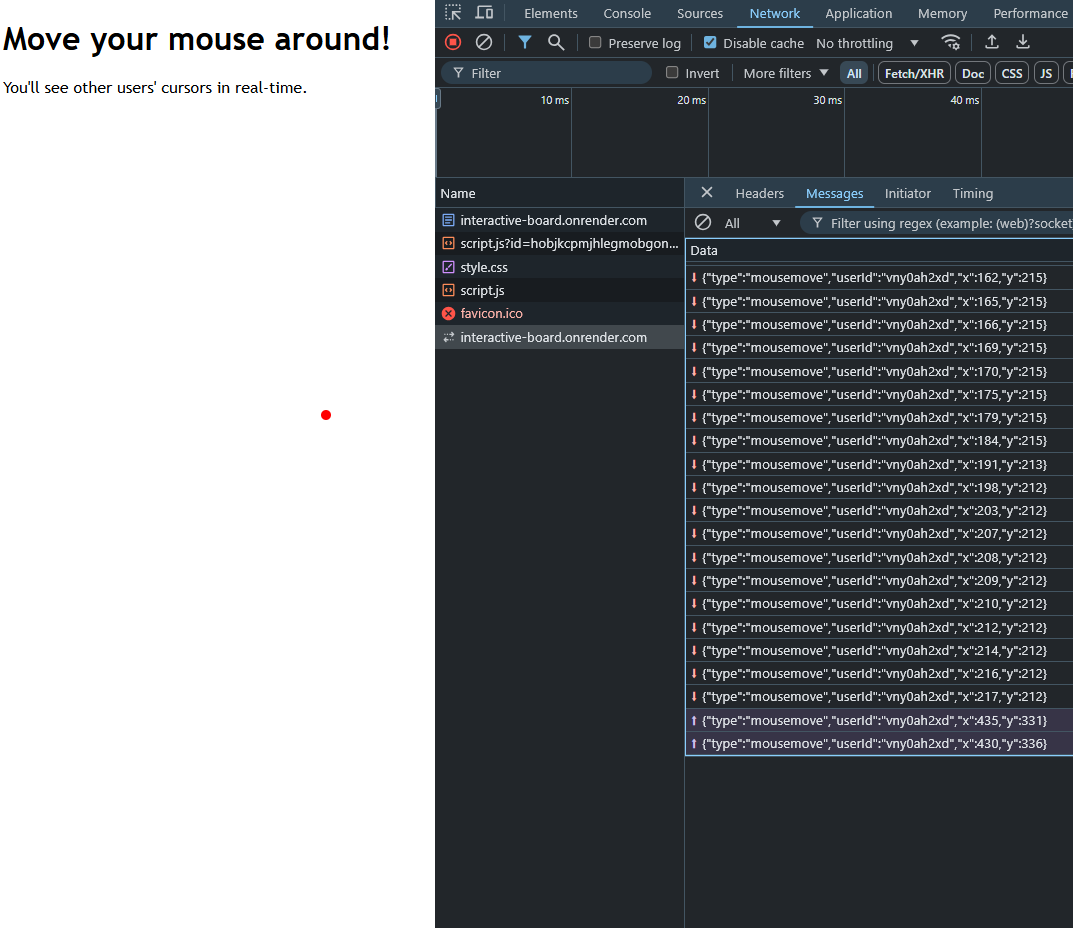 Move your mouse around!
You'll see other users' cursors in real-time.
Elements Console Sources Network Application Memory Performance
Preserve log Disable cache No throttling
Filter Invert More filters All Fetch/XHR Doc CSS JS
10 ms 20 ms 30 ms 40 ms
Name
interactive-board.onrender.com
script.js?id=hobjkcpmjhlegmobgon...
style.css
script.js
favicon.ico
interactive-board.onrender.com
Headers Messages Initiator Timing
All Filter using regex (example: (web)?socket
Data
{"type":"mousemove","userId":"vny0ah2xd","x":162,"y":215}
{"type":"mousemove","userId":"vny0ah2xd","x":165,"y":215}
{"type":"mousemove","userId":"vny0ah2xd","x":166,"y":215}
{"type":"mousemove","userId":"vny0ah2xd","x":169,"y":215}
{"type":"mousemove","userId":"vny0ah2xd","x":170,"y":215}
{"type":"mousemove","userId":"vny0ah2xd","x":175,"y":215}
{"type":"mousemove","userId":"vny0ah2xd","x":179,"y":215}
{"type":"mousemove","userId":"vny0ah2xd","x":184,"y":215}
{"type":"mousemove","userId":"vny0ah2xd","x":191,"y":213}
{"type":"mousemove","userId":"vny0ah2xd","x":198,"y":212}
{"type":"mousemove","userId":"vny0ah2xd","x":203,"y":212}
{"type":"mousemove","userId":"vny0ah2xd","x":207,"y":212}
{"type":"mousemove","userId":"vny0ah2xd","x":208,"y":212}
{"type":"mousemove","userId":"vny0ah2xd","x":209,"y":212}
{"type":"mousemove","userId":"vny0ah2xd","x":210,"y":212}
{"type":"mousemove","userId":"vny0ah2xd","x":212,"y":212}
{"type":"mousemove","userId":"vny0ah2xd","x":214,"y":212}
{"type":"mousemove","userId":"vny0ah2xd","x":216,"y":212}
{"type":"mousemove","userId":"vny0ah2xd","x":217,"y":212}
{"type":"mousemove","userId":"vny0ah2xd","x":435,"y":331}
{"type":"mousemove","userId":"vny0ah2xd","x":430,"y":336}